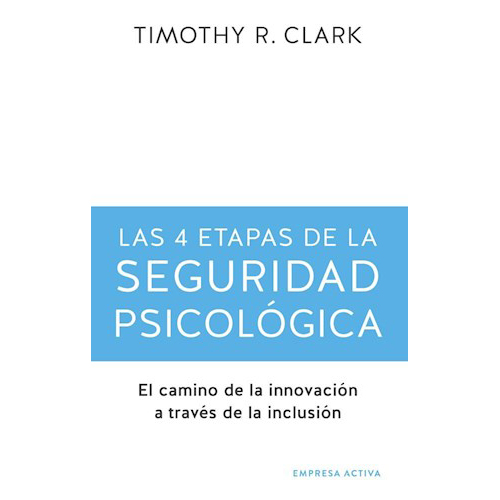 TIMOTHY R. CLARK
LAS 4 ETAPAS DE LA
SEGURIDAD
PSICOLÓGICA
El camino de la innovación
a través de la inclusión
EMPRESA ACTIVA